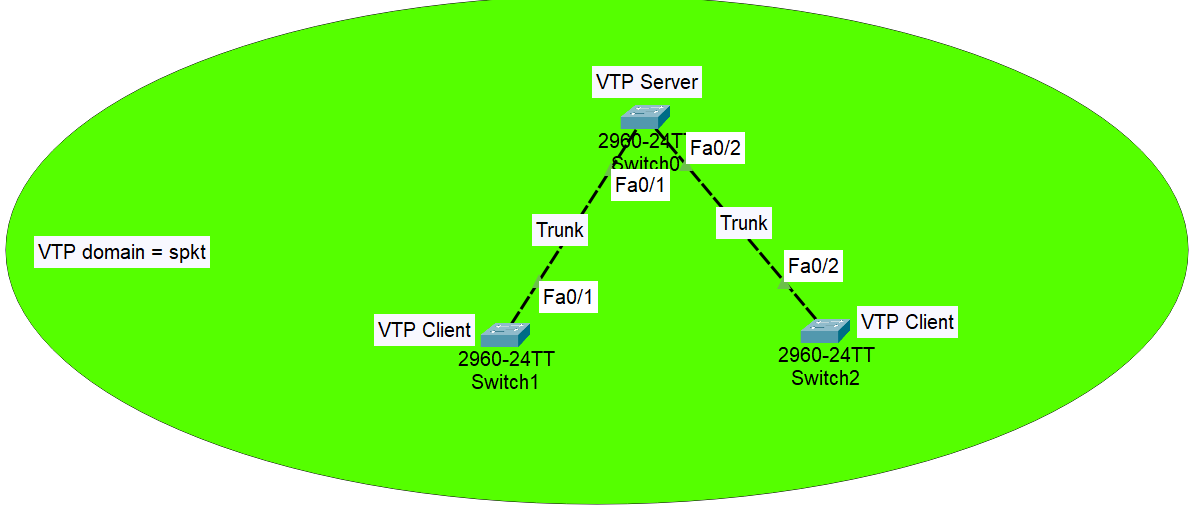 VTP Server
2960-24TT
Switch0
Fa0/2
Fa0/1
Trunk
Trunk
VTP domain = spkt
Fa0/2
Fa0/1
VTP Client
2960-24TT
Switch1
VTP Client
2960-24TT
Switch2